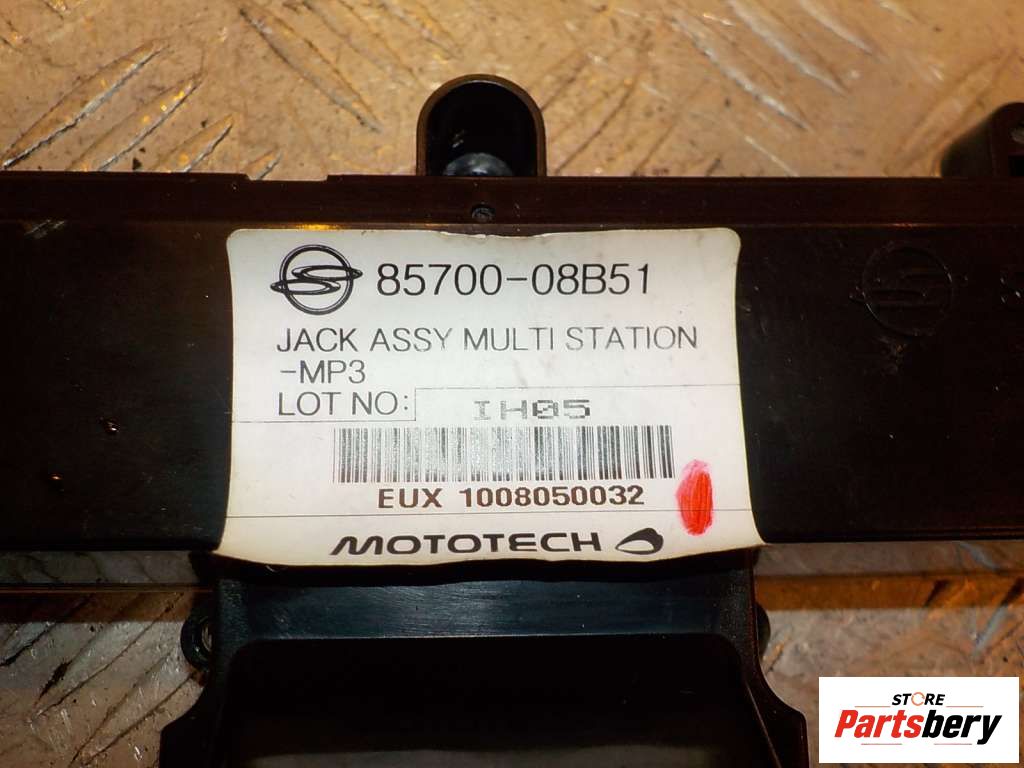 85700-08B51
JACK ASSY MULTI STATION
-MP3
LOT NO: IH05
EUX 1008050032
MOTOTECH
STORE
Partsbery